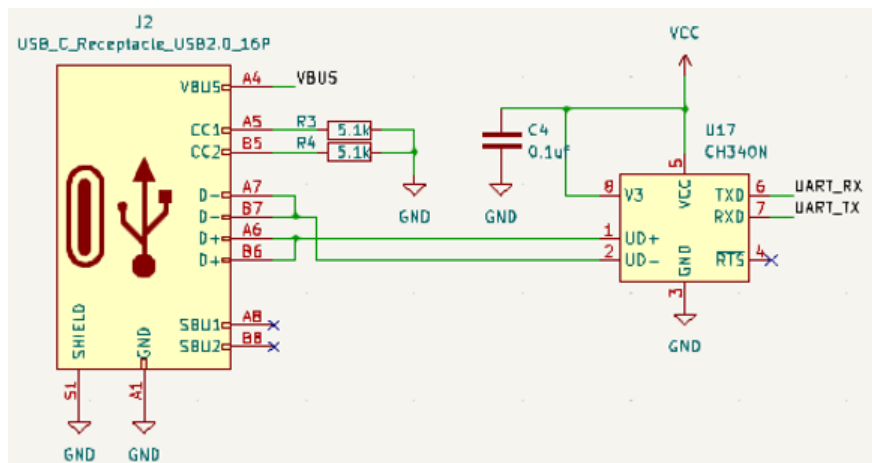 J2
USB_C_Receptacle_USB2.0_16P
VBUS A4 VBUS
CC1 A5 R3 5.1k
CC2 B5 R4 5.1k
GND
D- A7
D- B7
D+ A6
D+ B6
SBU1 A8
SBU2 B8
SHIELD
GND
S1
A1
GND
GND
VCC
C4
0.1uf
GND
U17
CH340N
5
VCC
8 V3
TXD 6 UART_RX
RXD 7 UART_TX
1 UD+
2 UD-
RTS 4
GND
3
GND